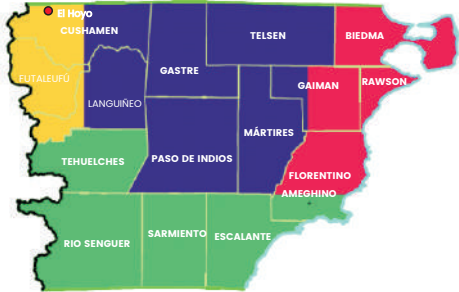 El Hoyo
CUSHAMEN
TELSEN
BIEDMA
GASTRE
FUTALEUFÚ
GAIMAN
RAWSON
LANGUIÑEO
MÁRTIRES
TEHUELCHES
PASO DE INDIOS
FLORENTINO
AMEGHINO
RIO SENGUER
SARMIENTO
ESCALANTE